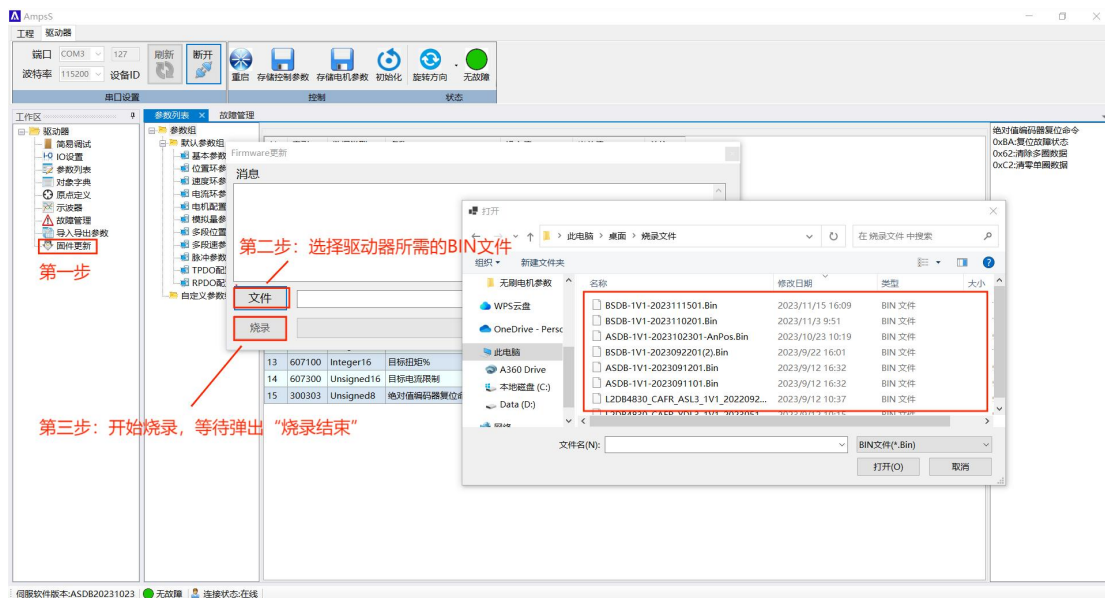 AmpsS
工程 驱动器
端口 COM3 127 刷新 断开
波特率 115200 设备ID
重启 存储控制参数 存储电机参数 初始化 旋转方向 无故障
串口设置 控制 状态
工作区
驱动器
简易调试
IO设置
参数列表
对象字典
原点定义
示波器
故障管理
导入导出参数
固件更新
第一步
参数列表 × 故障管理
参数组
默认参数组
基本参数
位置环参
速度环参
电流环参
电机配置
模拟量参
多段位置
多段速参
脉冲参数
TPDO配
RPDO配
自定义参数
Firmware更新
消息
第二步：选择驱动器所需的BIN文件
文件
烧录
第三步：开始烧录，等待弹出“烧录结束”
13 607100 Integer16 目标扭矩%
14 607300 Unsigned16 目标电流限制
15 300303 Unsigned8 绝对值编码器复位命
打开
此电脑 › 桌面 › 烧录文件
在 烧录文件 中搜索
组织 新建文件夹
无刷电机参数
WPS云盘
OneDrive - Persc
此电脑
A360 Drive
本地磁盘 (C:)
Data (D:)
网络
名称 修改日期 类型 大小
BSDB-1V1-2023111501.Bin 2023/11/15 16:09 BIN 文件
BSDB-1V1-2023110201.Bin 2023/11/3 9:51 BIN 文件
ASDB-1V1-2023102301-AnPos.Bin 2023/10/23 10:19 BIN 文件
BSDB-1V1-2023092201(2).Bin 2023/9/22 16:01 BIN 文件
ASDB-1V1-2023091201.Bin 2023/9/12 16:32 BIN 文件
ASDB-1V1-2023091101.Bin 2023/9/12 16:32 BIN 文件
L2DB4830_CAFR_ASL3_1V1_2022092... 2023/9/12 10:37 BIN 文件
文件名(N): BIN文件(*.Bin)
打开(O) 取消
绝对值编码器复位命令
0xBA:复位故障状态
0x62:清除多圈数据
0xC2:清零单圈数据
伺服软件版本:ASDB20231023 无故障 连接状态:在线